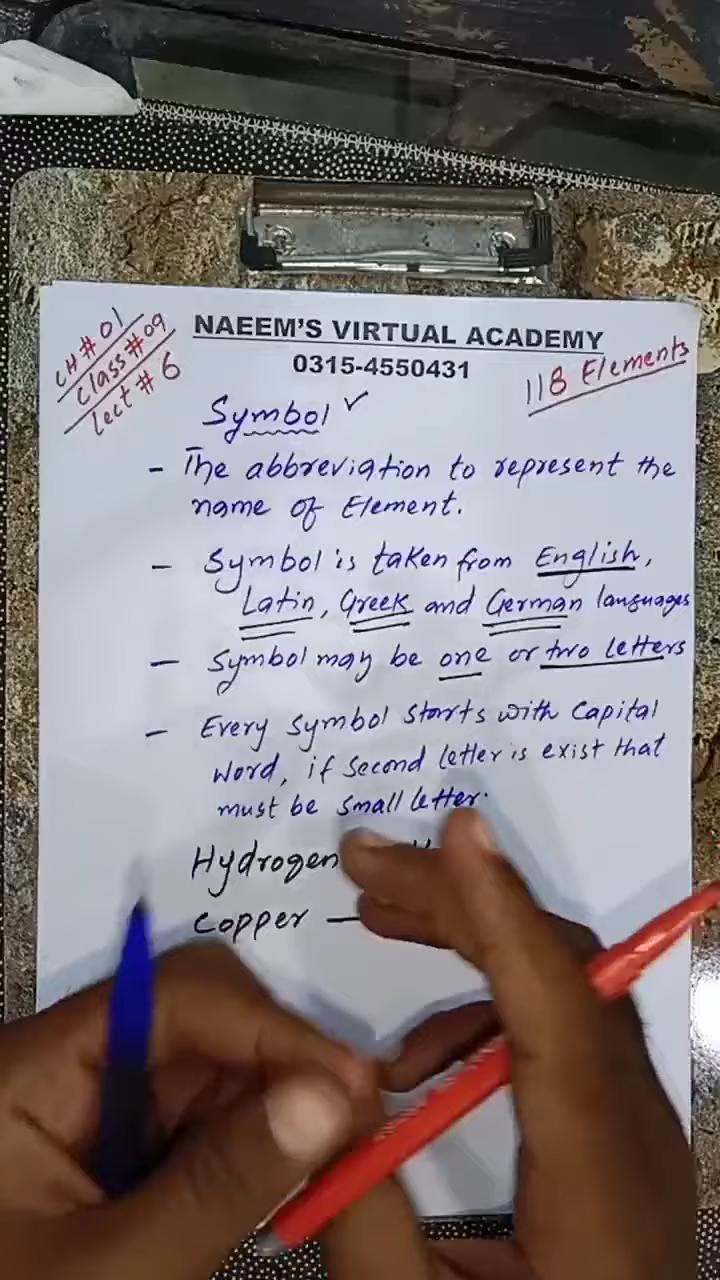 CH # 01
Class # 09
Lect # 6
NAEEM'S VIRTUAL ACADEMY
0315-4550431
118 Elements
Symbol ✓
- The abbreviation to represent the
name of Element.
- Symbol is taken from English,
Latin, Greek and German languages
- Symbol may be one or two letters
- Every symbol starts with capital
word, if second letter is exist that
must be small letter.
Hydrogen
Copper —